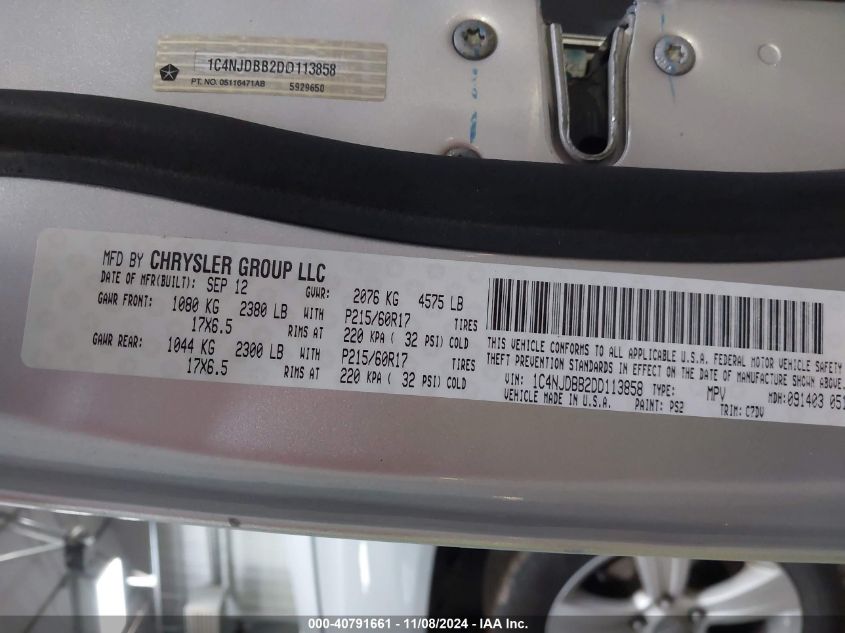 1C4NJDBB2DD113858
PT. NO. 05116471AB 5929650
MFD BY CHRYSLER GROUP LLC
DATE OF MFR(BUILT): SEP 12 GVWR: 2076 KG 4575 LB
GAWR FRONT: 1080 KG 2380 LB WITH P215/60R17 TIRES
17X6.5 RIMS AT 220 KPA ( 32 PSI) COLD
GAWR REAR: 1044 KG 2300 LB WITH P215/60R17 TIRES
17X6.5 RIMS AT 220 KPA ( 32 PSI) COLD
THIS VEHICLE CONFORMS TO ALL APPLICABLE U.S.A. FEDERAL MOTOR VEHICLE SAFETY
THEFT PREVENTION STANDARDS IN EFFECT ON THE DATE OF MANUFACTURE SHOWN ABOVE.
VIN: 1C4NJDBB2DD113858 TYPE: MPV MDH: 091403 051
VEHICLE MADE IN U.S.A. PAINT: PS2 TRIM: C7DV
000-40791661 - 11/08/2024 - IAA, Inc.